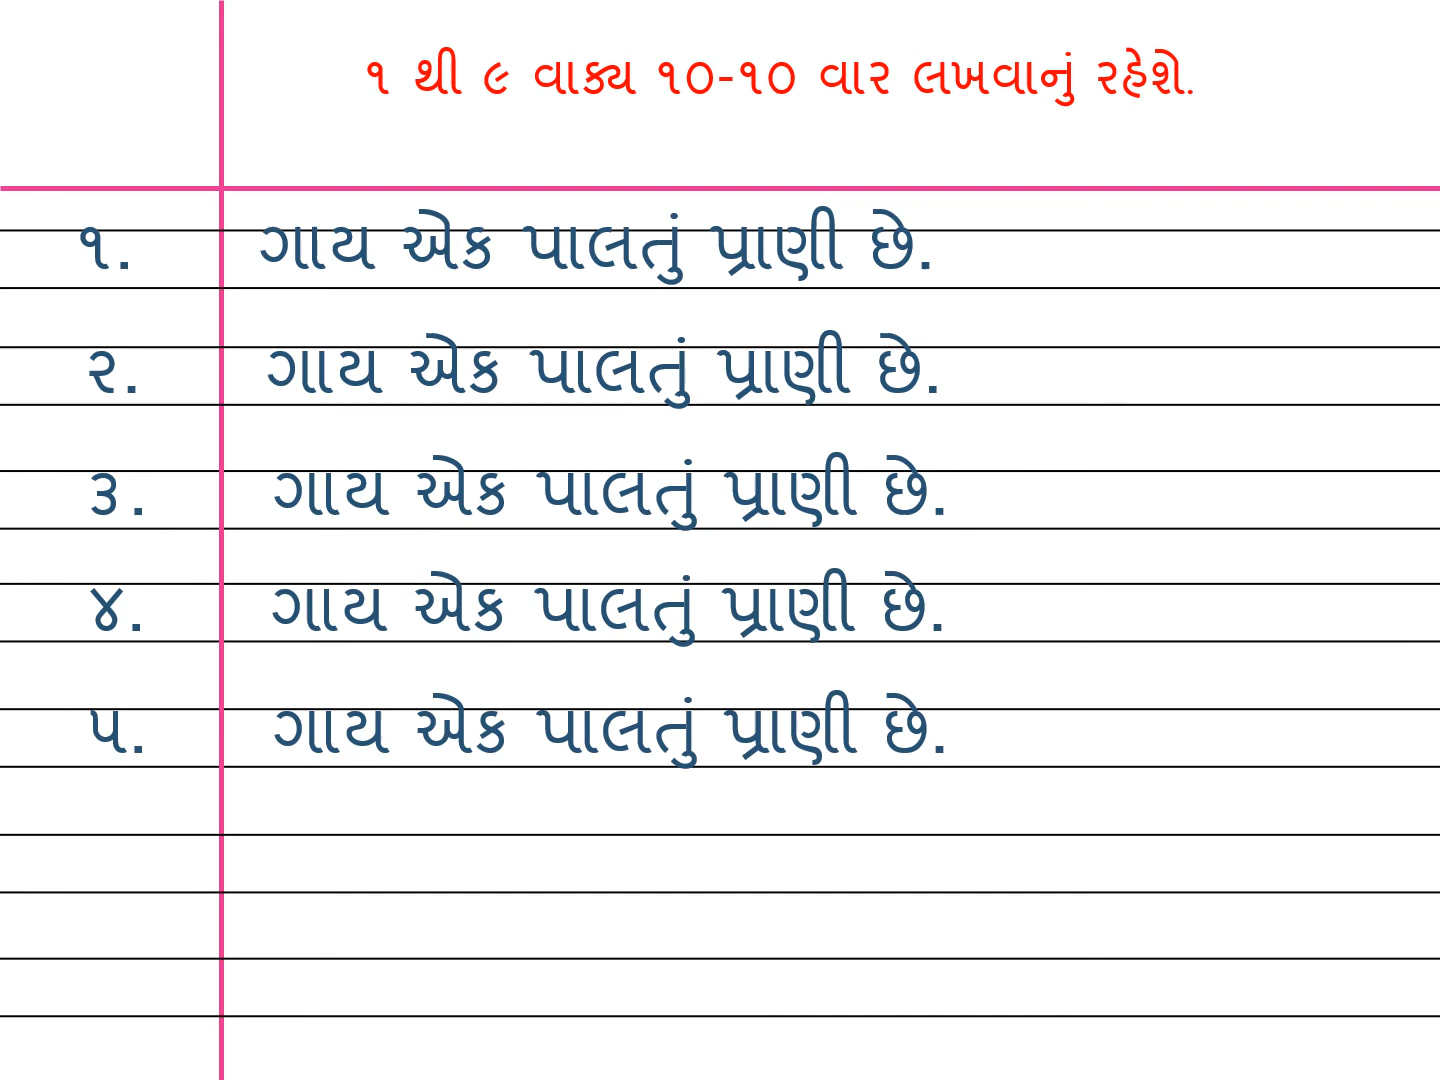 ૧ થી ૯ વાક્ય ૧૦-૧૦ વાર લખવાનું રહેશે.
૧. ગાય એક પાલતું પ્રાણી છે.
૨. ગાય એક પાલતું પ્રાણી છે.
૩. ગાય એક પાલતું પ્રાણી છે.
૪. ગાય એક પાલતું પ્રાણી છે.
૫. ગાય એક પાલતું પ્રાણી છે.